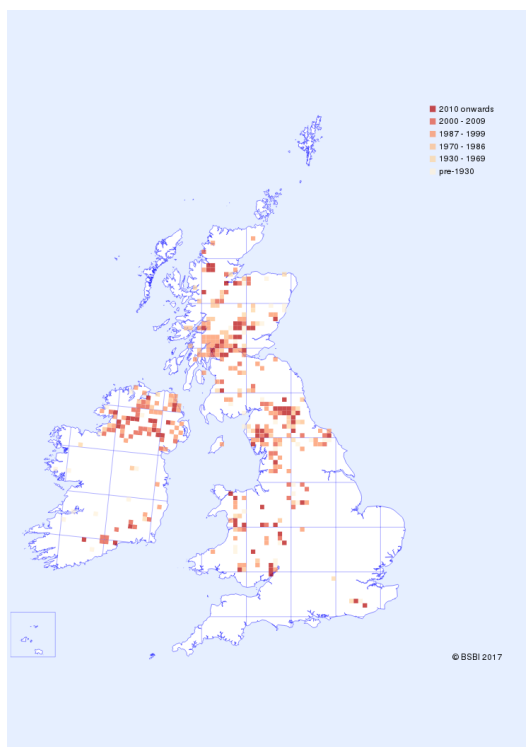 2010 onwards
2000 - 2009
1987 - 1999
1970 - 1986
1930 - 1969
pre-1930
© BSBI 2017